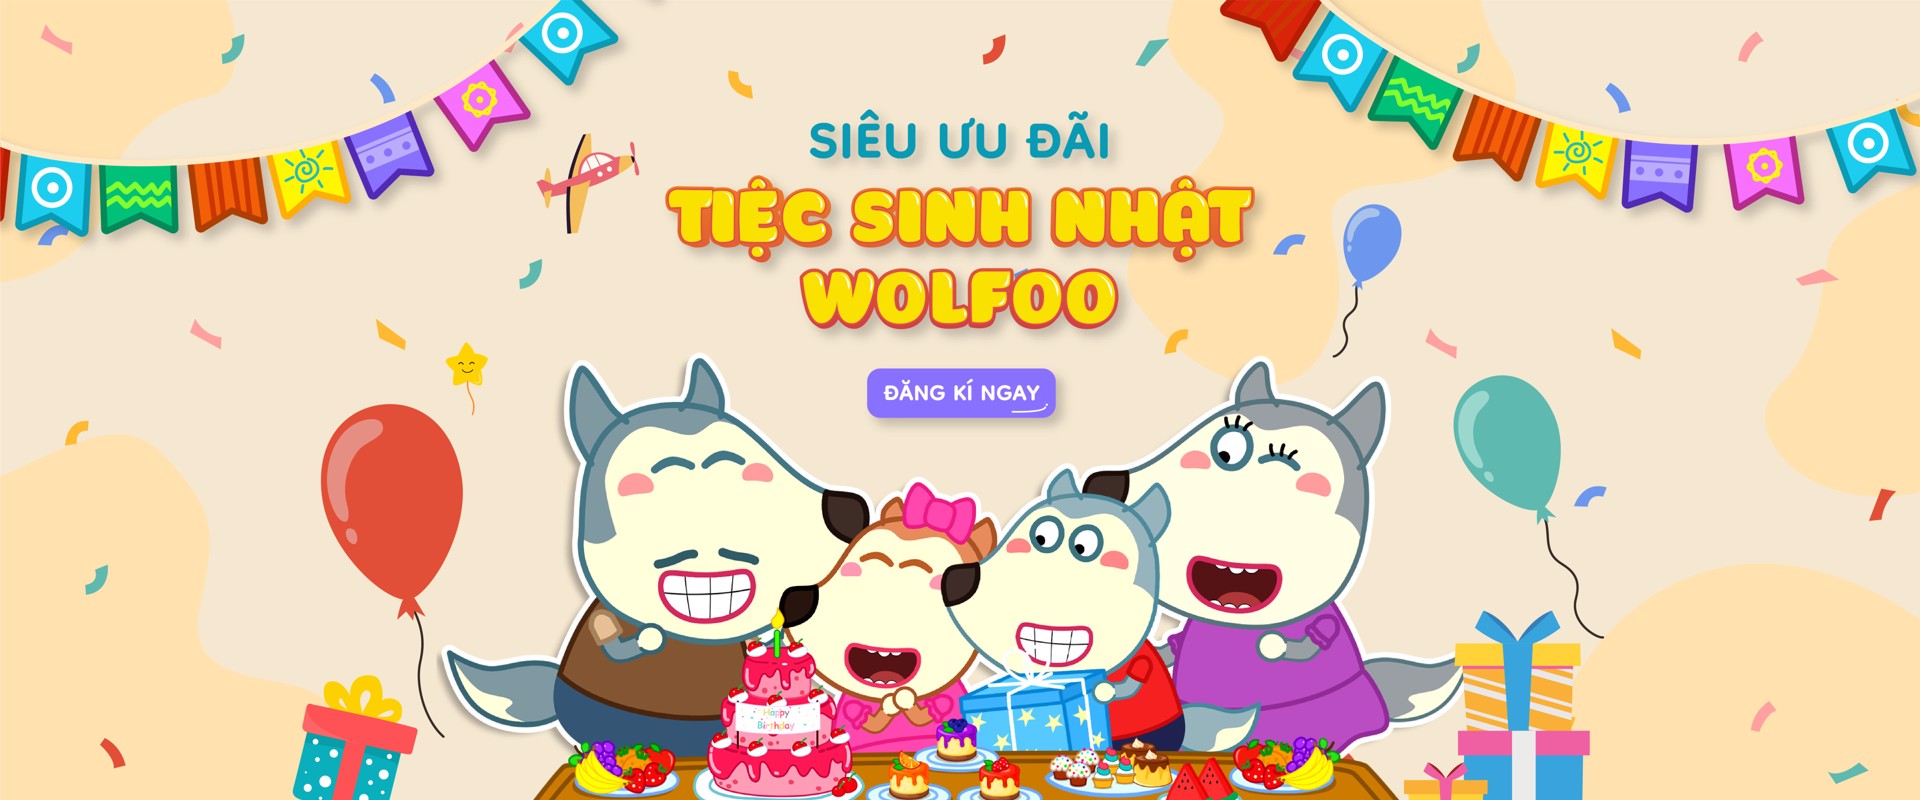 SIÊU ƯU ĐÃI
TIỆC SINH NHẬT
WOLFOO
ĐĂNG KÍ NGAY
Happy
Birthday